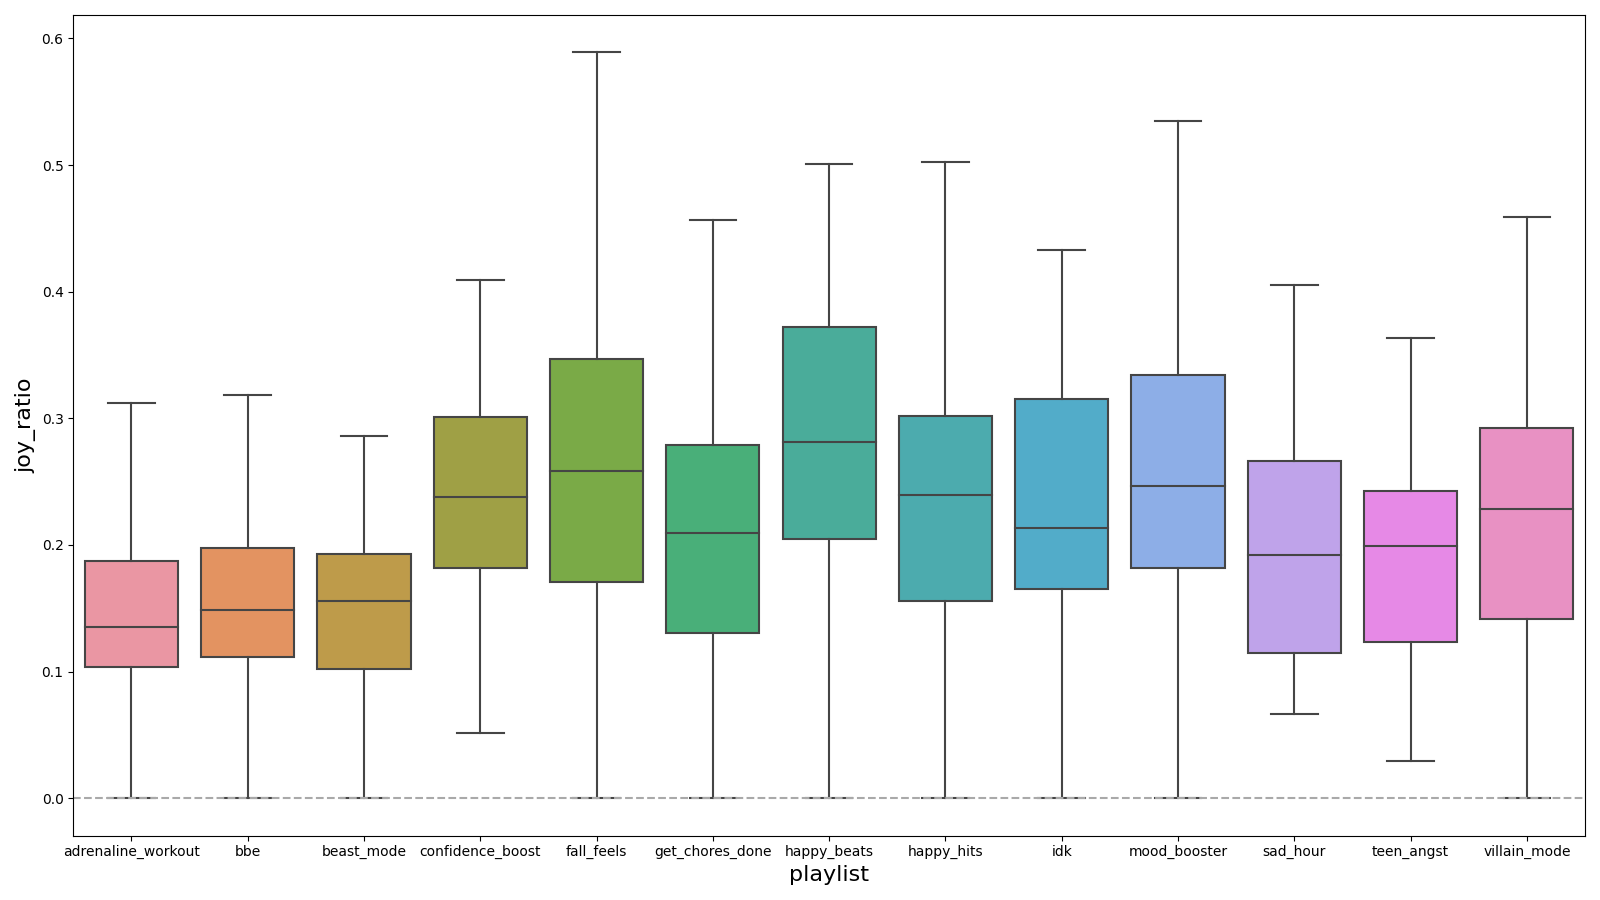 joy_ratio
0.6
0.5
0.4
0.3
0.2
0.1
0.0
adrenaline_workout bbe beast_mode confidence_boost fall_feels get_chores_done happy_beats happy_hits idk mood_booster sad_hour teen_angst villain_mode
playlist